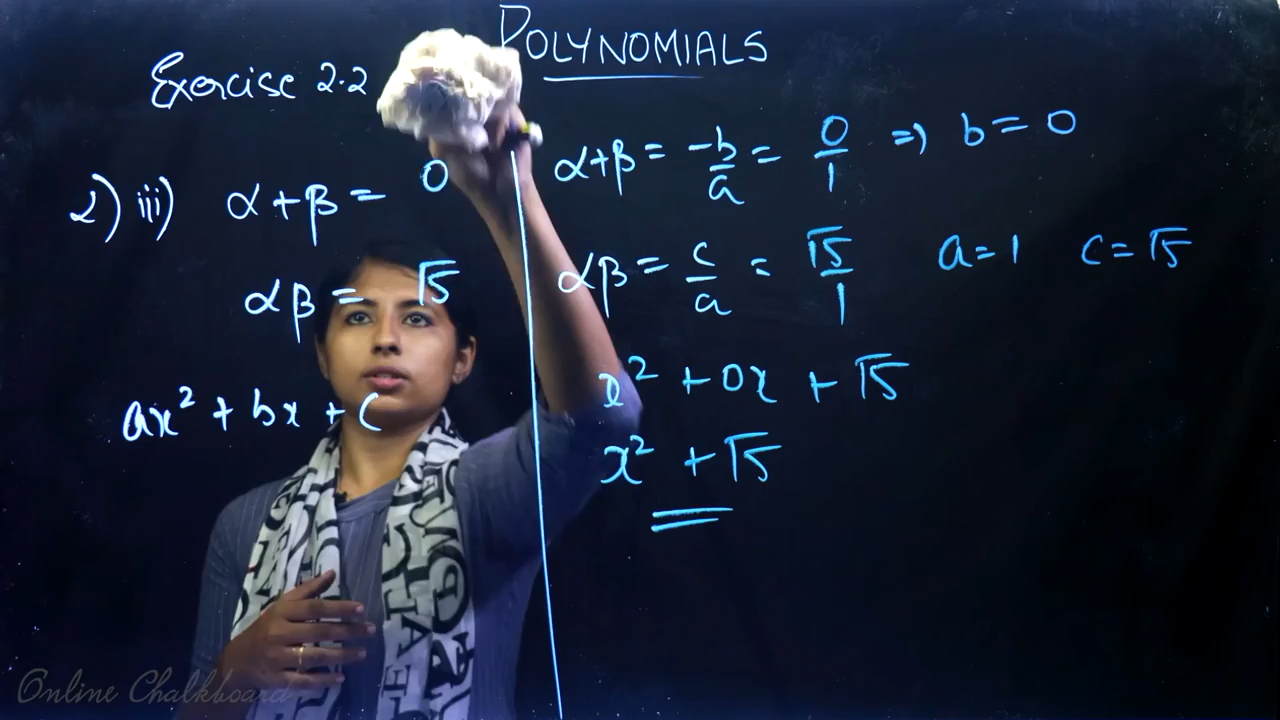 POLYNOMIALS
Exercise 2.2
2) iii) α + β = 0
αβ = √5
ax² + bx + c
α+β = -b/a = 0/1 => b = 0
αβ = c/a = √5/1 a=1 c=√5
x² + 0x + √5
x² + √5
Online Chalkboard